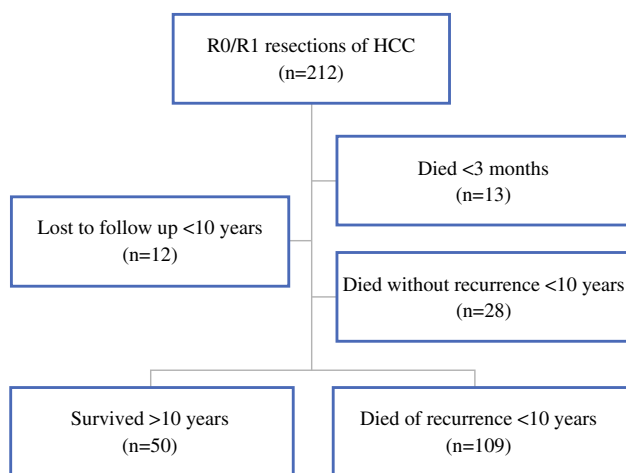 R0/R1 resections of HCC
(n=212)
Died <3 months
(n=13)
Lost to follow up <10 years
(n=12)
Died without recurrence <10 years
(n=28)
Survived >10 years
(n=50)
Died of recurrence <10 years
(n=109)